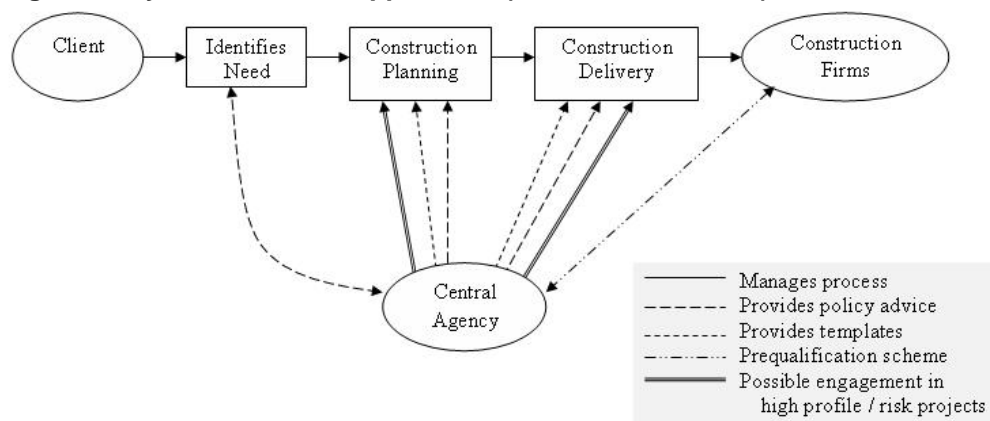 Client
Identifies
Need
Construction
Planning
Construction
Delivery
Construction
Firms
Central
Agency
Manages process
Provides policy advice
Provides templates
Prequalification scheme
Possible engagement in
high profile / risk projects